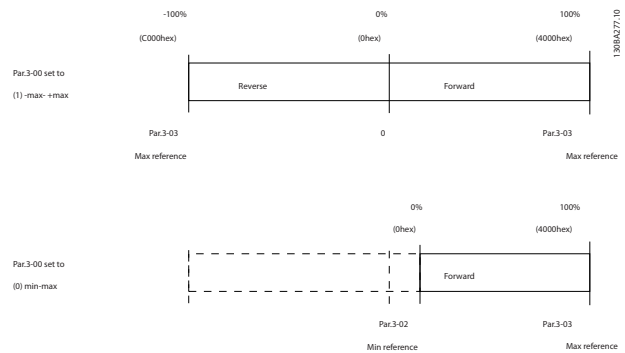 -100% 0% 100%
(C000hex) (0hex) (4000hex)
130BA277.10
Par.3-00 set to
(1) -max- +max
Reverse Forward
Par.3-03 0 Par.3-03
Max reference Max reference
0% 100%
(0hex) (4000hex)
Par.3-00 set to
(0) min-max
Forward
Par.3-02 Par.3-03
Min reference Max reference